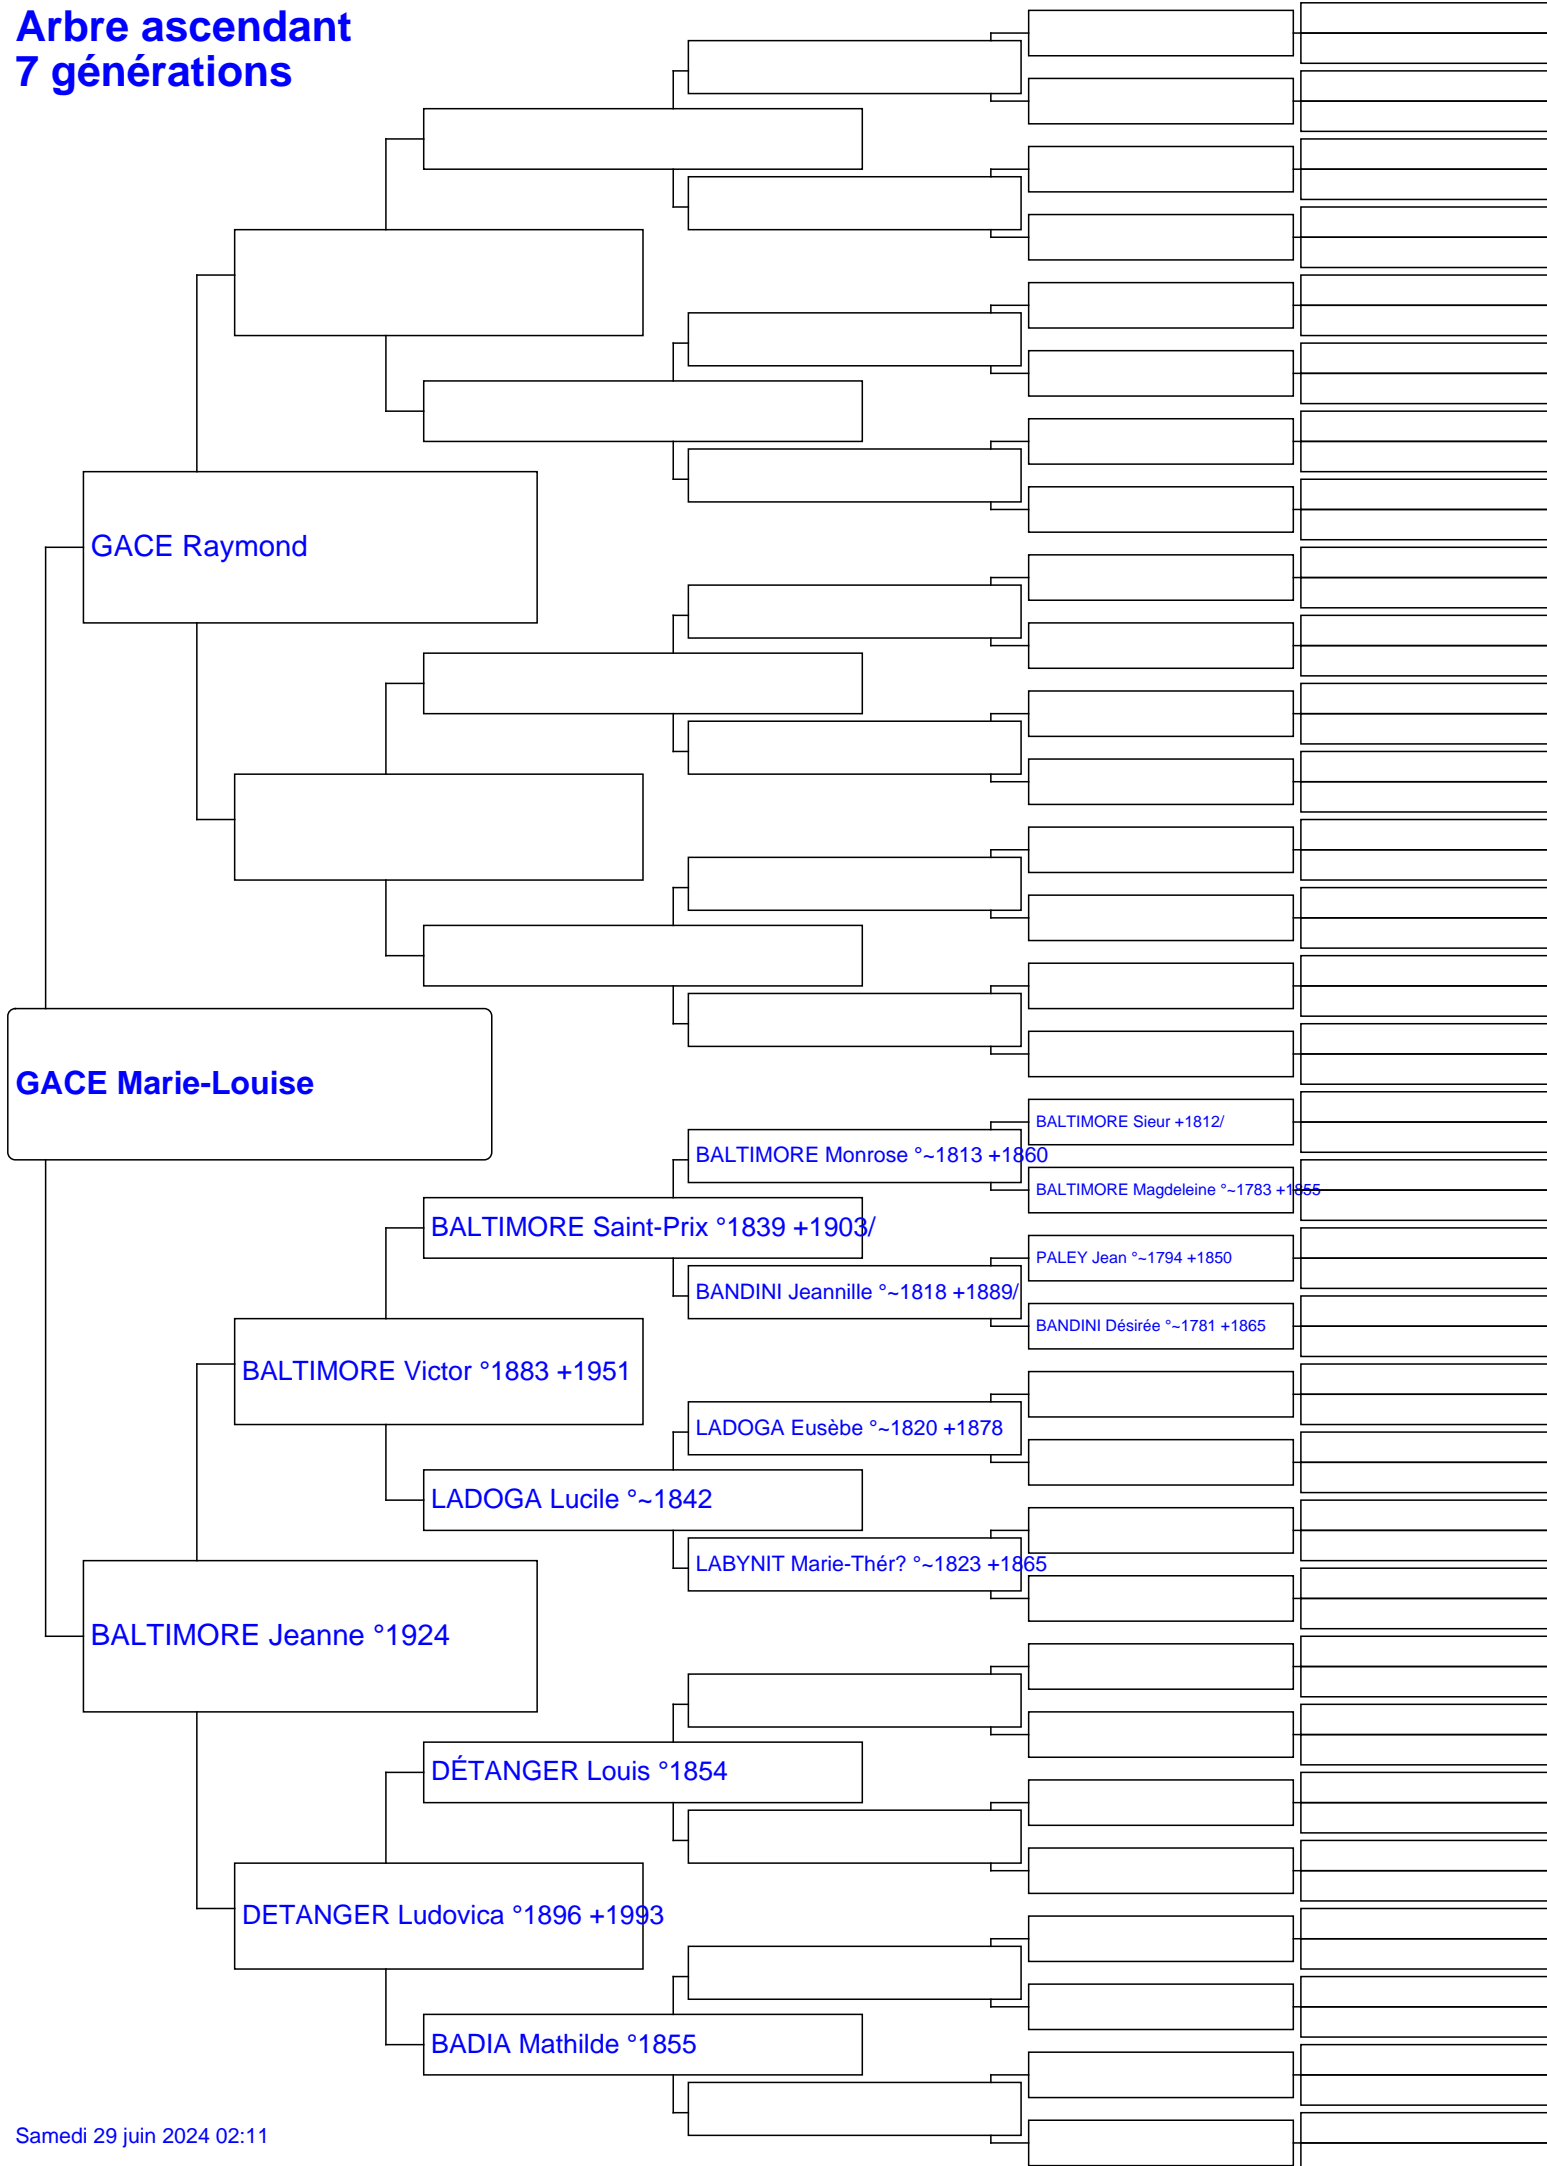 Arbre ascendant
7 générations
GACE Raymond
GACE Marie-Louise
BALTIMORE Sieur +1812/
BALTIMORE Monrose °~1813 +1860
BALTIMORE Magdeleine °~1783 +1855
BALTIMORE Saint-Prix °1839 +1903/
PALEY Jean °~1794 +1850
BANDINI Jeannille °~1818 +1889/
BANDINI Désirée °~1781 +1865
BALTIMORE Victor °1883 +1951
LADOGA Eusèbe °~1820 +1878
LADOGA Lucile °~1842
LABYNIT Marie-Thér? °~1823 +1865
BALTIMORE Jeanne °1924
DÉTANGER Louis °1854
DETANGER Ludovica °1896 +1993
BADIA Mathilde °1855
Samedi 29 juin 2024 02:11